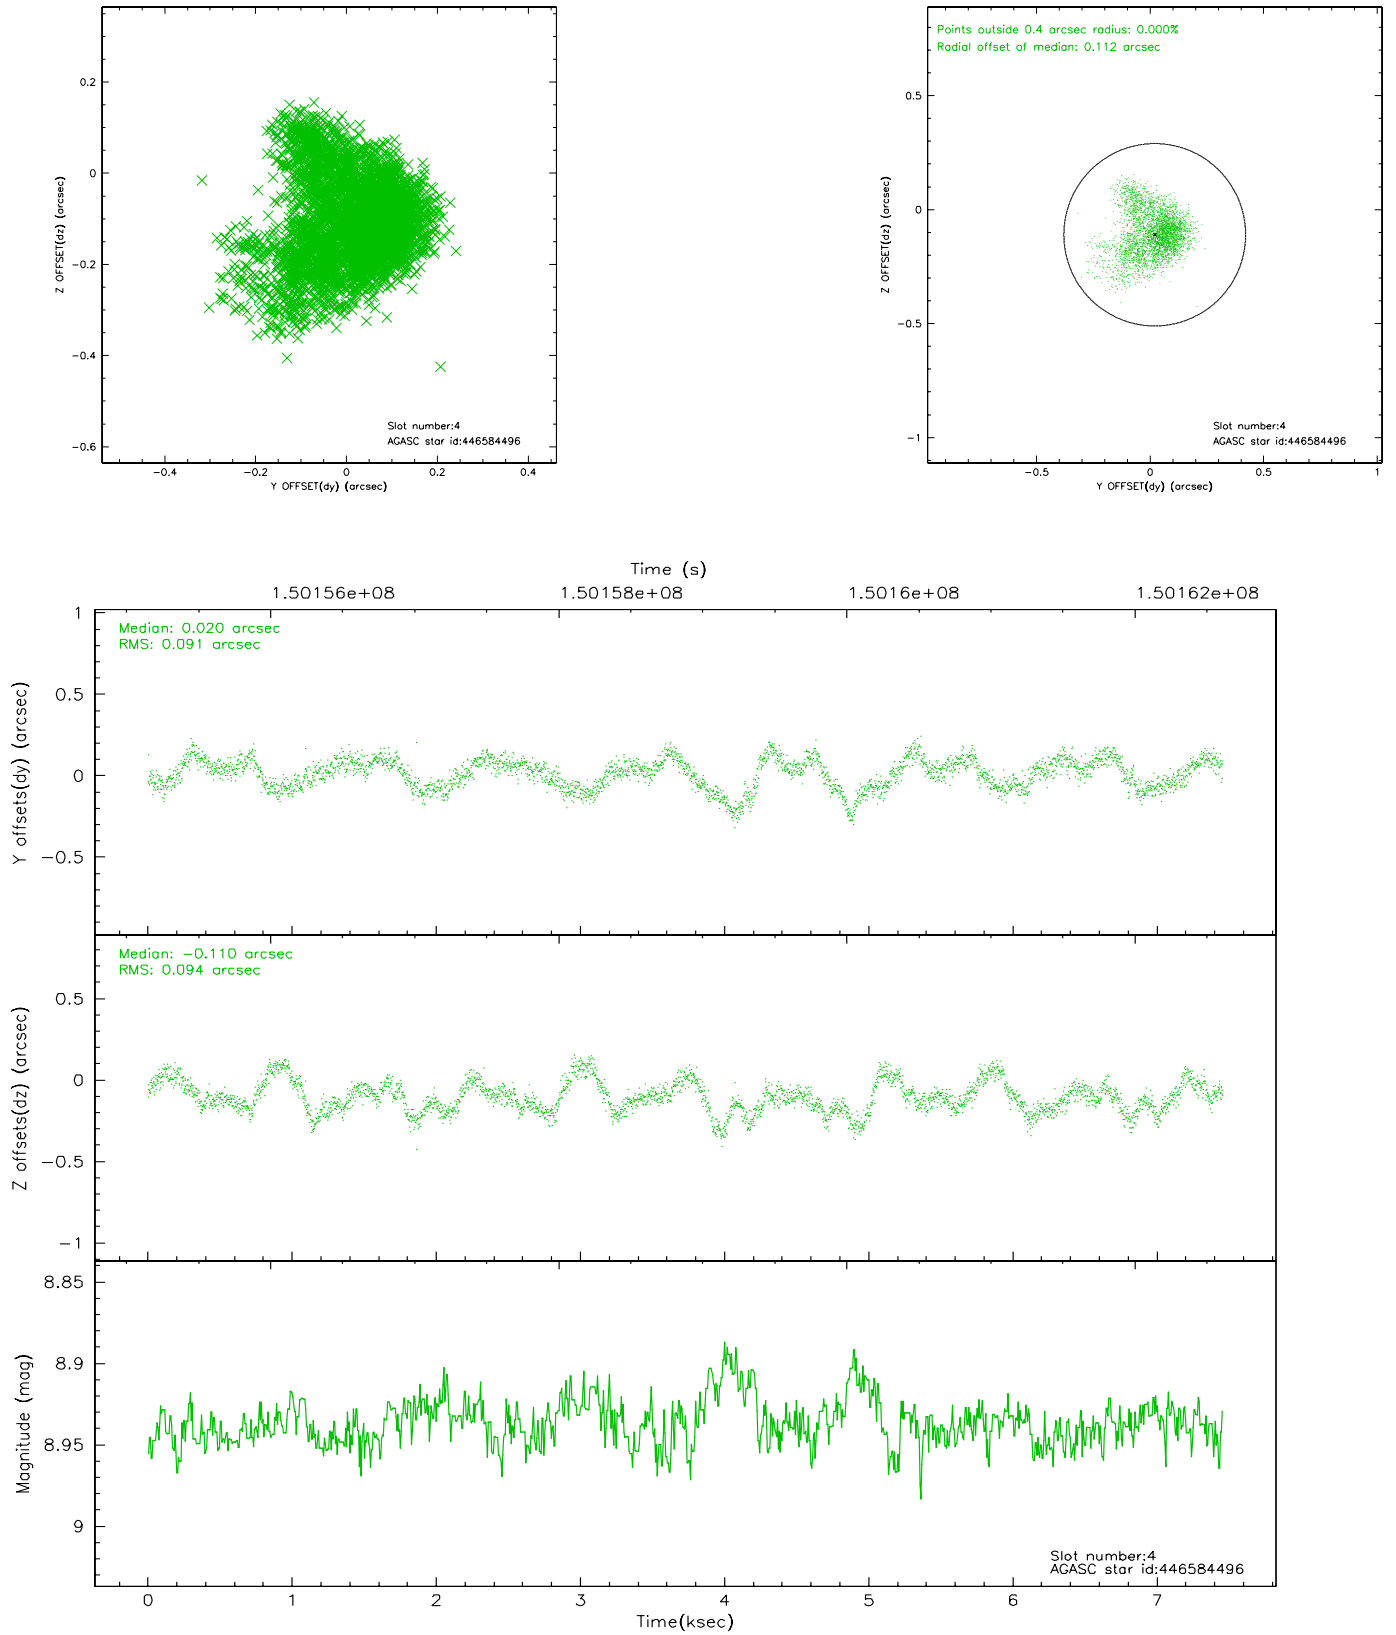 0.2
0
−0.2
−0.4
−0.6
Z OFFSET(dz) (arcsec)
Slot number:4
AGASC star id:446584496
−0.4
−0.2
0
0.2
0.4
Y OFFSET(dy) (arcsec)
Points outside 0.4 arcsec radius: 0.000%
Radial offset of median: 0.112 arcsec
0.5
0
−0.5
−1
Z OFFSET(dz) (arcsec)
Slot number:4
AGASC star id:446584496
−0.5
0
0.5
1
Y OFFSET(dy) (arcsec)
Time (s)
1.50156e+08
1.50158e+08
1.5016e+08
1.50162e+08
Median: 0.020 arcsec
RMS: 0.091 arcsec
1
0.5
0
−0.5
Y offsets(dy) (arcsec)
Median: −0.110 arcsec
RMS: 0.094 arcsec
0.5
0
−0.5
−1
Z offsets(dz) (arcsec)
8.85
8.9
8.95
9
Magnitude (mag)
Slot number:4
AGASC star id:446584496
0
1
2
3
4
5
6
7
Time(ksec)